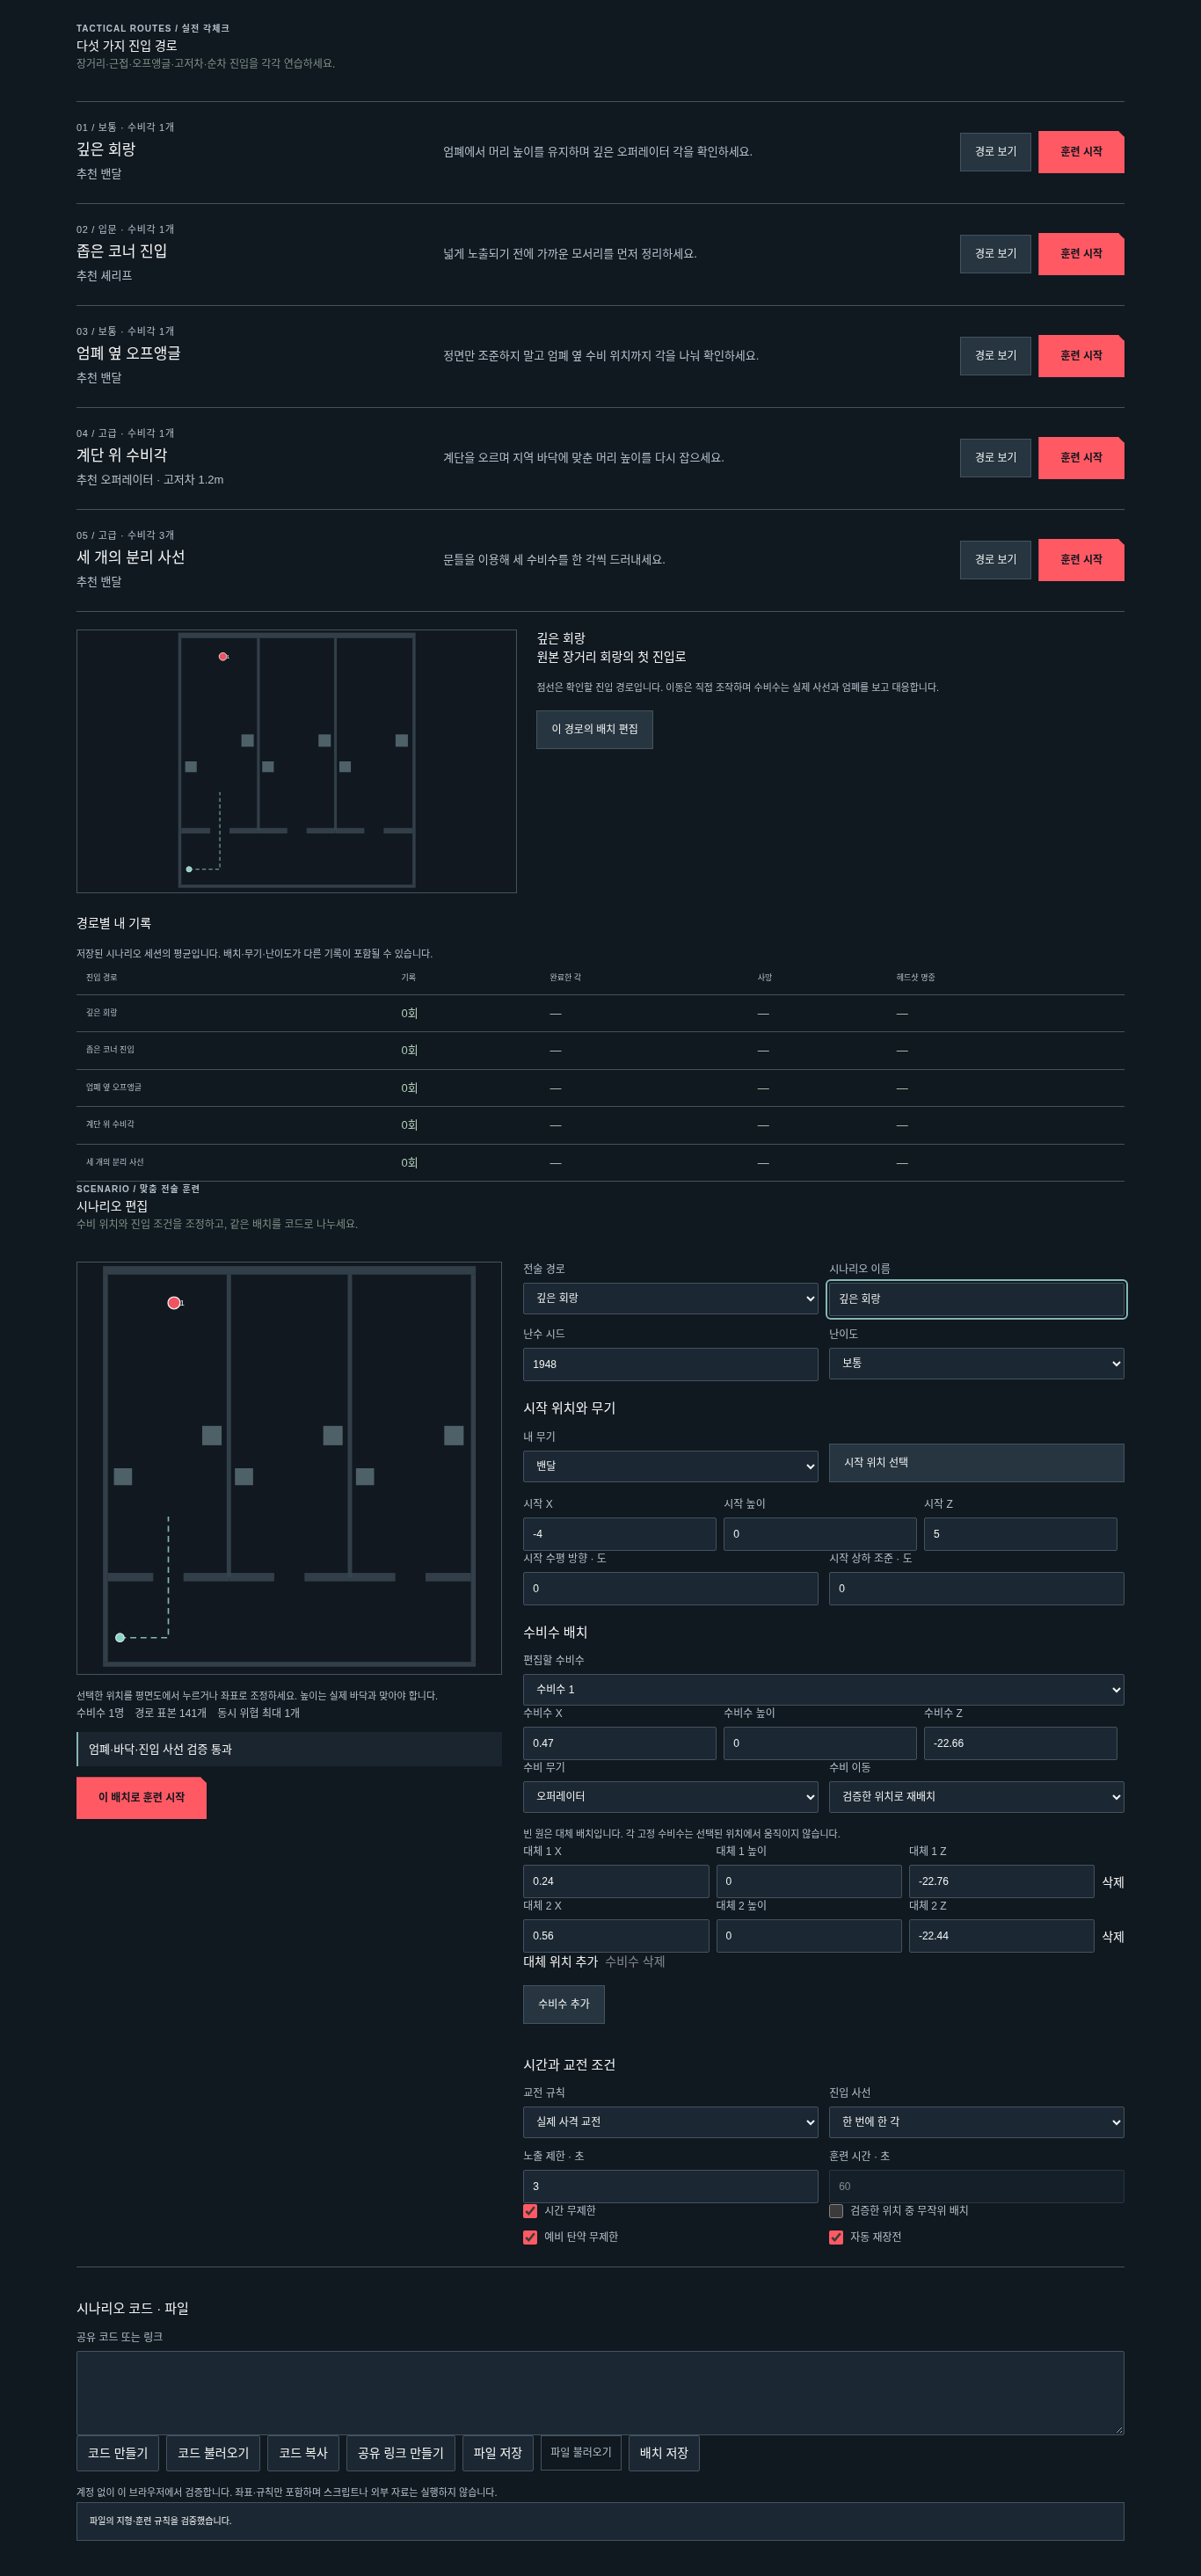 TACTICAL ROUTES / 실전 각체크
다섯 가지 진입 경로
장거리·근접·오프앵글·고저차·순차 진입을 각각 연습하세요.
01 / 보통 · 수비각 1개
깊은 회랑
추천 밴달
엄폐에서 머리 높이를 유지하며 깊은 오퍼레이터 각을 확인하세요.
경로 보기
훈련 시작
02 / 입문 · 수비각 1개
좁은 코너 진입
추천 셰리프
넓게 노출되기 전에 가까운 모서리를 먼저 정리하세요.
경로 보기
훈련 시작
03 / 보통 · 수비각 1개
엄폐 옆 오프앵글
추천 밴달
정면만 조준하지 말고 엄폐 옆 수비 위치까지 각을 나눠 확인하세요.
경로 보기
훈련 시작
04 / 고급 · 수비각 1개
계단 위 수비각
추천 오퍼레이터 · 고저차 1.2m
계단을 오르며 지역 바닥에 맞춘 머리 높이를 다시 잡으세요.
경로 보기
훈련 시작
05 / 고급 · 수비각 3개
세 개의 분리 사선
추천 밴달
문틀을 이용해 세 수비수를 한 각씩 드러내세요.
경로 보기
훈련 시작
1
깊은 회랑
원본 장거리 회랑의 첫 진입로
점선은 확인할 진입 경로입니다. 이동은 직접 조작하며 수비수는 실제 사선과 엄폐를 보고 대응합니다.
이 경로의 배치 편집
경로별 내 기록
저장된 시나리오 세션의 평균입니다. 배치·무기·난이도가 다른 기록이 포함될 수 있습니다.
진입 경로 기록 완료한 각 사망 헤드샷 명중
깊은 회랑 0회 — — —
좁은 코너 진입 0회 — — —
엄폐 옆 오프앵글 0회 — — —
계단 위 수비각 0회 — — —
세 개의 분리 사선 0회 — — —
SCENARIO / 맞춤 전술 훈련
시나리오 편집
수비 위치와 진입 조건을 조정하고, 같은 배치를 코드로 나누세요.
1
선택한 위치를 평면도에서 누르거나 좌표로 조정하세요. 높이는 실제 바닥과 맞아야 합니다.
수비수 1명 경로 표본 141개 동시 위협 최대 1개
엄폐·바닥·진입 사선 검증 통과
이 배치로 훈련 시작
전술 경로 시나리오 이름
깊은 회랑 깊은 회랑
난수 시드 난이도
1948 보통
시작 위치와 무기
내 무기
밴달 시작 위치 선택
시작 X 시작 높이 시작 Z
-4 0 5
시작 수평 방향 · 도 시작 상하 조준 · 도
0 0
수비수 배치
편집할 수비수
수비수 1
수비수 X 수비수 높이 수비수 Z
0.47 0 -22.66
수비 무기 수비 이동
오퍼레이터 검증한 위치로 재배치
빈 원은 대체 배치입니다. 각 고정 수비수는 선택된 위치에서 움직이지 않습니다.
대체 1 X 대체 1 높이 대체 1 Z
0.24 0 -22.76 삭제
대체 2 X 대체 2 높이 대체 2 Z
0.56 0 -22.44 삭제
대체 위치 추가 수비수 삭제
수비수 추가
시간과 교전 조건
교전 규칙 진입 사선
실제 사격 교전 한 번에 한 각
노출 제한 · 초 훈련 시간 · 초
3 60
시간 무제한 검증한 위치 중 무작위 배치
예비 탄약 무제한 자동 재장전
시나리오 코드 · 파일
공유 코드 또는 링크
코드 만들기 코드 불러오기 코드 복사 공유 링크 만들기 파일 저장 파일 불러오기 배치 저장
계정 없이 이 브라우저에서 검증합니다. 좌표·규칙만 포함하며 스크립트나 외부 자료는 실행하지 않습니다.
파일의 지형·훈련 규칙을 검증했습니다.